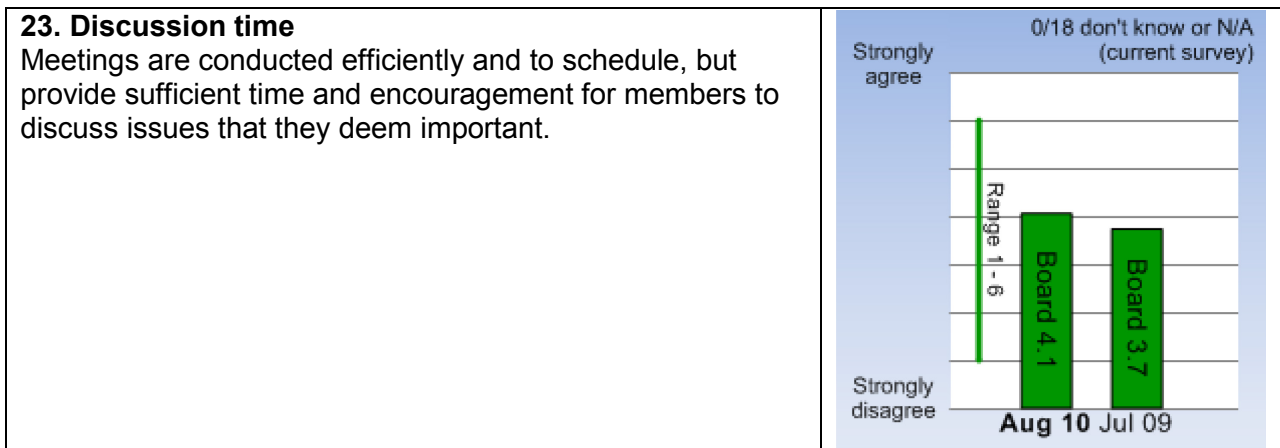 23. Discussion time
Meetings are conducted efficiently and to schedule, but
provide sufficient time and encouragement for members to
discuss issues that they deem important.
0/18 don't know or N/A
(current survey)
Strongly
agree
Range 1 - 6
Board 4.1
Board 3.7
Strongly
disagree
Aug 10 Jul 09